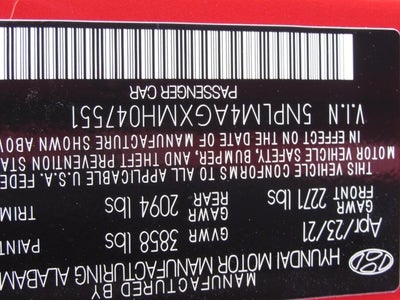 HYUNDAI MOTOR MANUFACTURING ALABAM
Apr/23/21 GVWR 3858 lbs PAINT
FRONT GAWR 2271 lbs REAR GAWR 2094 lbs TRIM
THIS VEHICLE CONFORMS TO ALL APPLICABLE U.S.A. FEDE
MOTOR VEHICLE SAFETY, BUMPER, AND THEFT PREVENTION STA
IN EFFECT ON THE DATE OF MANUFACTURE SHOWN ABOV
V.I.N 5NPLM4AGXMH047551
PASSENGER CAR